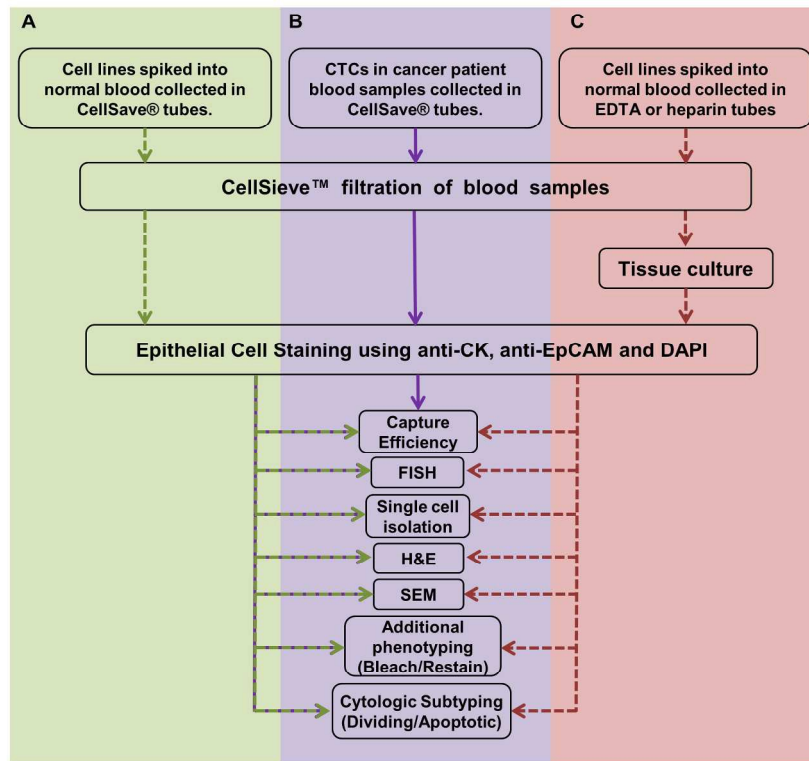 A
B
C
Cell lines spiked into
normal blood collected in
CellSave® tubes.
CTCs in cancer patient
blood samples collected in
CellSave® tubes.
Cell lines spiked into
normal blood collected in
EDTA or heparin tubes
CellSieve™ filtration of blood samples
Tissue culture
Epithelial Cell Staining using anti-CK, anti-EpCAM and DAPI
Capture
Efficiency
FISH
Single cell
isolation
H&E
SEM
Additional
phenotyping
(Bleach/Restain)
Cytologic Subtyping
(Dividing/Apoptotic)